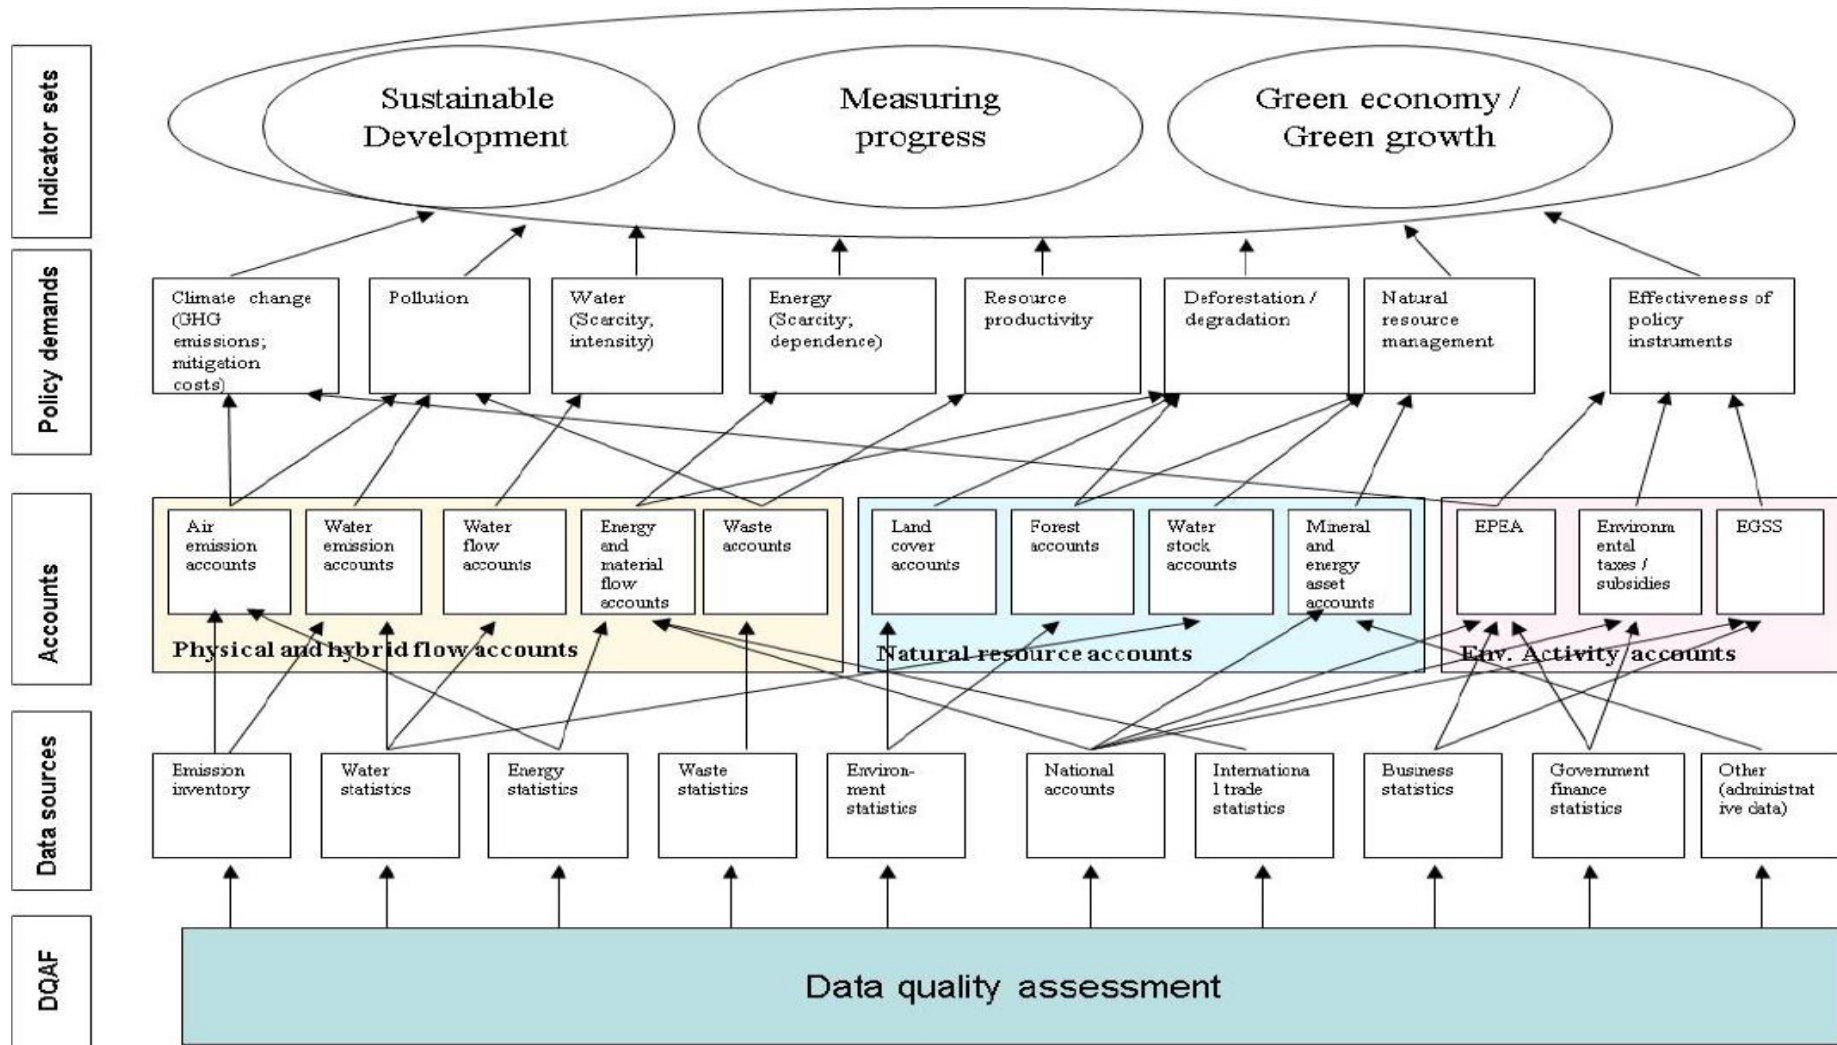 Indicator sets
Sustainable
Development
Measuring
progress
Green economy /
Green growth
Policy demands
Climate change
(GHG
emissions;
mitigation
costs)
Pollution
Water
(Scarcity;
intensity)
Energy
(Scarcity;
dependence)
Resource
productivity
Deforestation /
degradation
Natural
resource
management
Effectiveness of
policy
instruments
Accounts
Air
emission
accounts
Water
emission
accounts
Water
flow
accounts
Energy
and
material
flow
accounts
Waste
accounts
Physical and hybrid flow accounts
Land
cover
accounts
Forest
accounts
Water
stock
accounts
Mineral
and
energy
asset
accounts
Natural resource accounts
EPEA
Environm
ental
taxes /
subsidies
EGSS
Env. Activity accounts
Data sources
Emission
inventory
Water
statistics
Energy
statistics
Waste
statistics
Environ-
ment
statistics
National
accounts
Internationa
l trade
statistics
Business
statistics
Government
finance
statistics
Other
(administrat
ive data)
DQAF
Data quality assessment